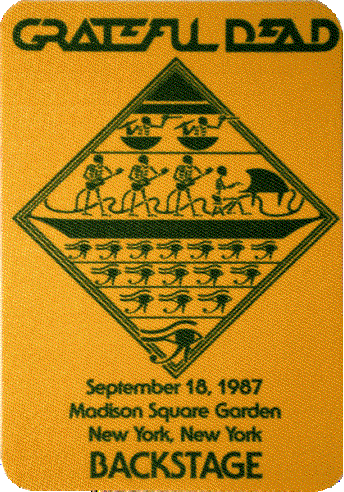 GRATEFUL DEAD
September 18, 1987
Madison Square Garden
New York, New York
BACKSTAGE